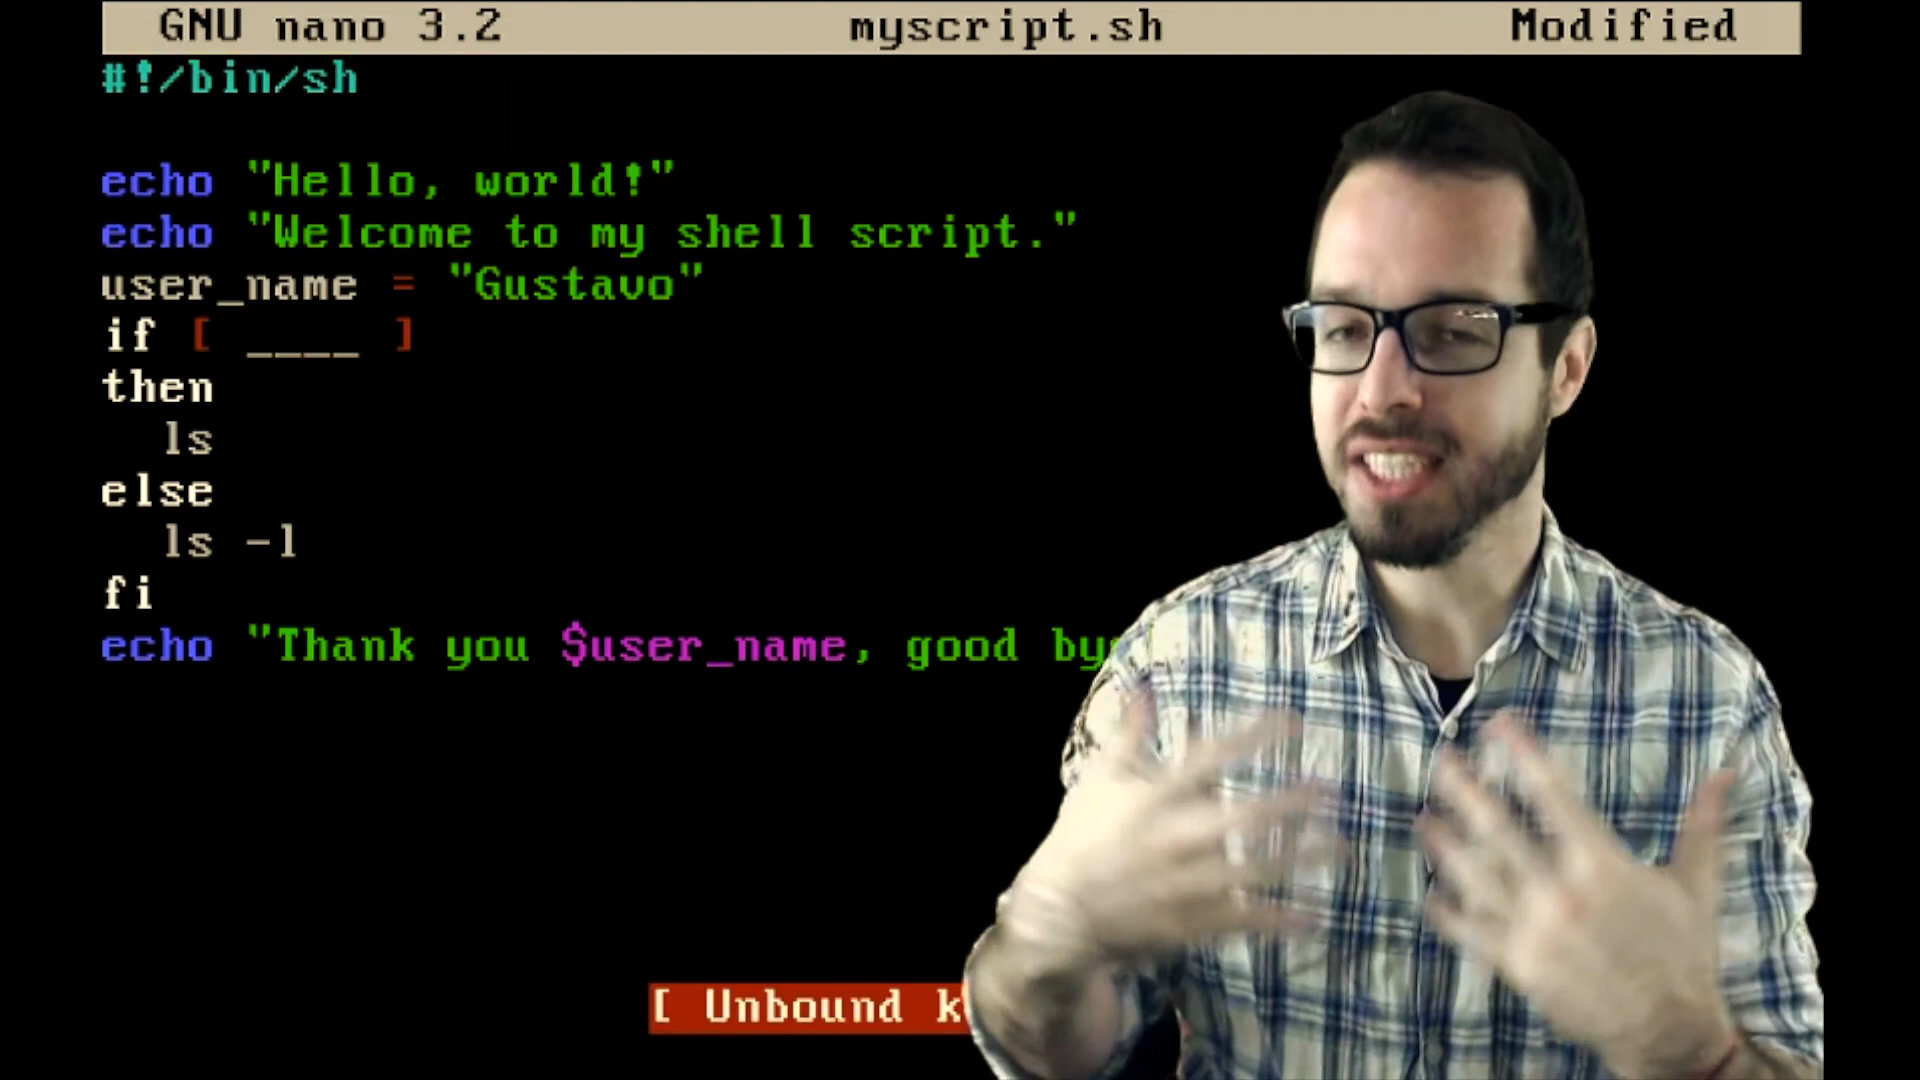 GNU nano 3.2 myscript.sh Modified
#!/bin/sh
echo "Hello, world!"
echo "Welcome to my shell script."
user_name = "Gustavo"
if [ ____ ]
then
ls
else
ls -l
fi
echo "Thank you $user_name, good bye
[ Unbound